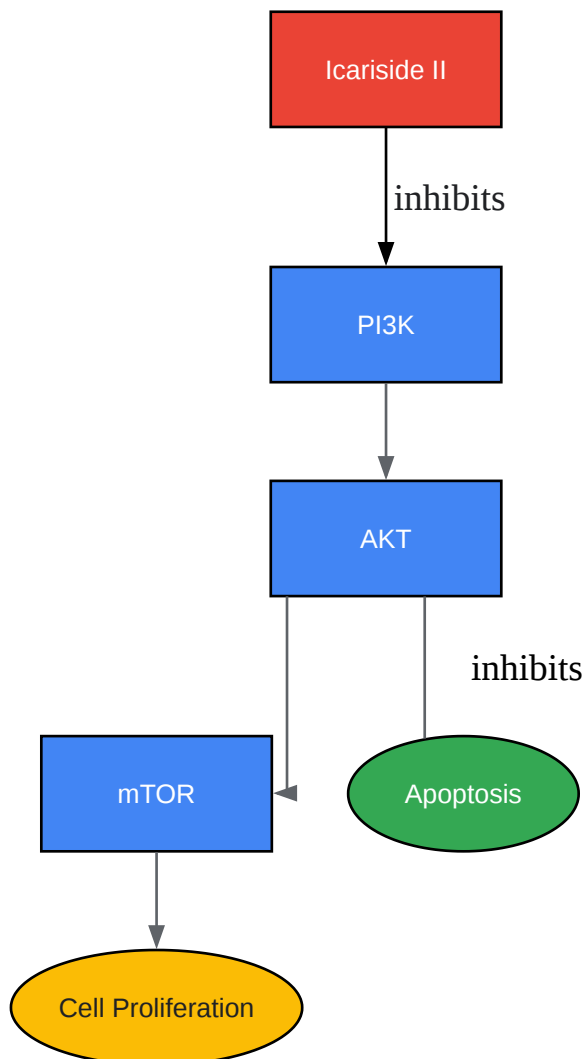 Icariside II
inhibits
PI3K
AKT
inhibits
mTOR
Apoptosis
Cell Proliferation